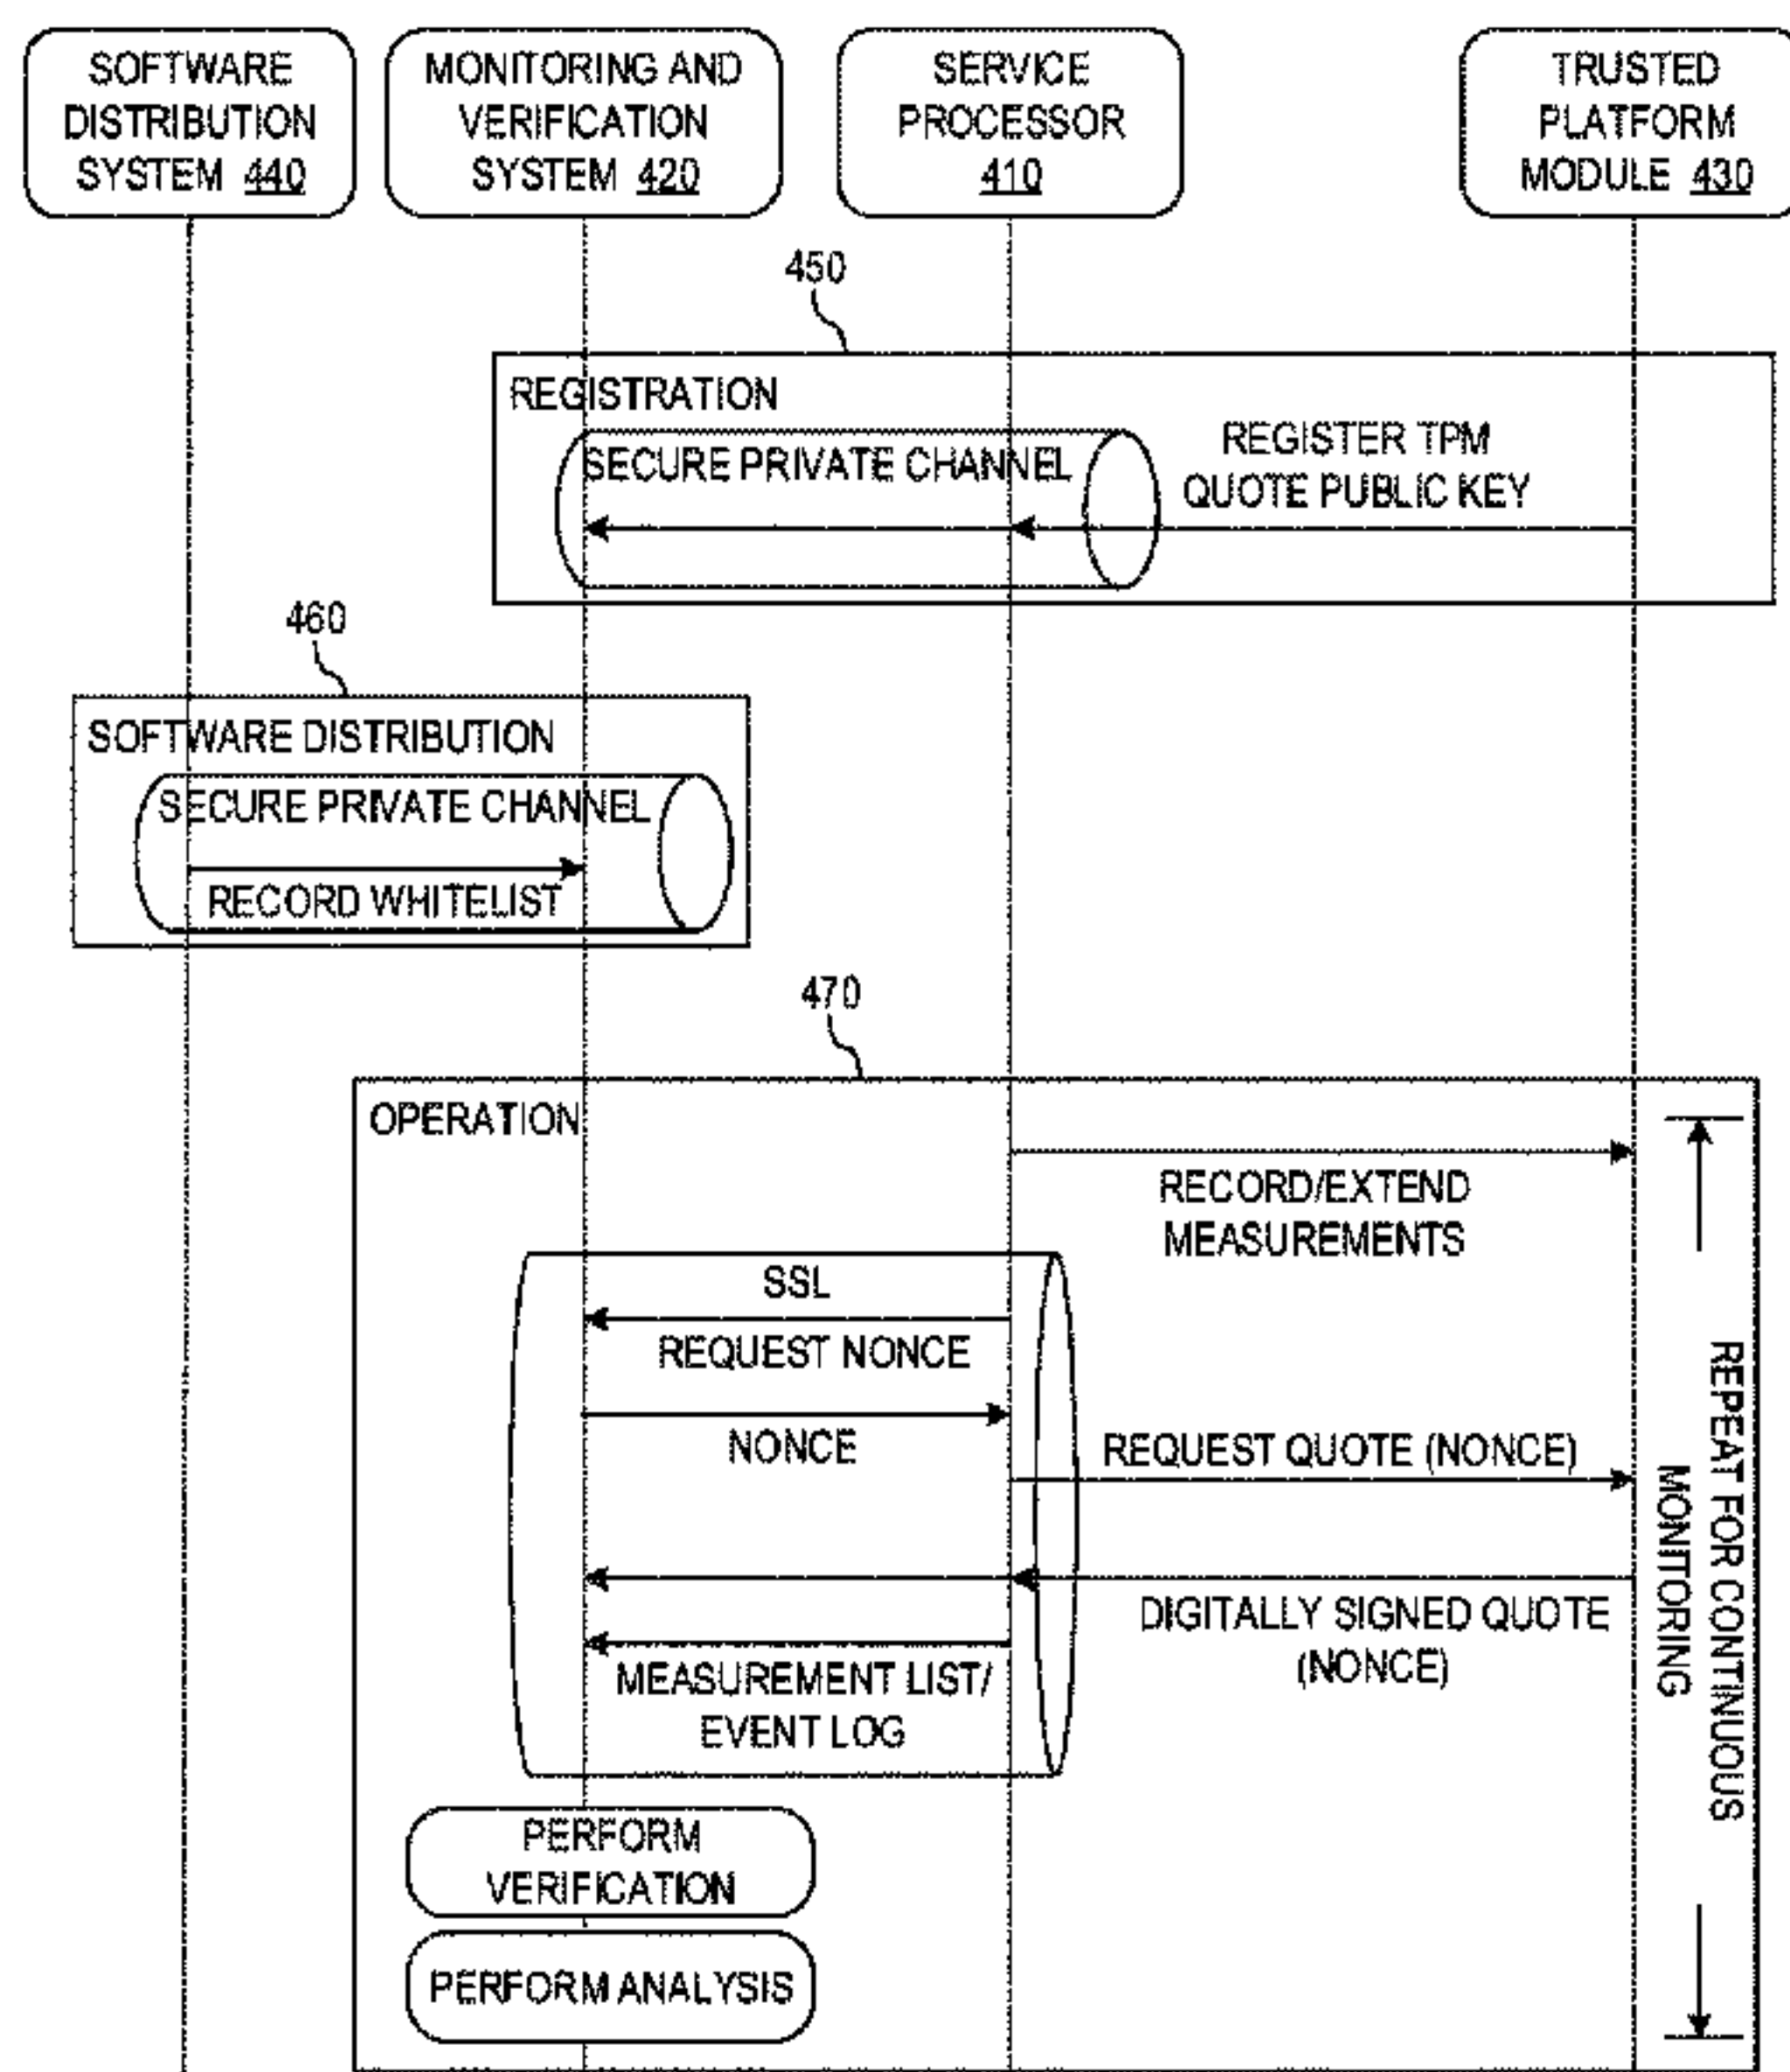 SOFTWARE
DISTRIBUTION
SYSTEM 440
MONITORING AND
VERIFICATION
SYSTEM 420
SERVICE
PROCESSOR
410
TRUSTED
PLATFORM
MODULE 430
450
REGISTRATION
SECURE PRIVATE CHANNEL
REGISTER TPM
QUOTE PUBLIC KEY
460
SOFTWARE DISTRIBUTION
SECURE PRIVATE CHANNEL
RECORD WHITELIST
470
OPERATION
RECORD/EXTEND
MEASUREMENTS
SSL
REQUEST NONCE
NONCE
REQUEST QUOTE (NONCE)
DIGITALLY SIGNED QUOTE
(NONCE)
MEASUREMENT LIST/
EVENT LOG
REPEAT FOR CONTINUOUS
MONITORING
PERFORM
VERIFICATION
PERFORM ANALYSIS